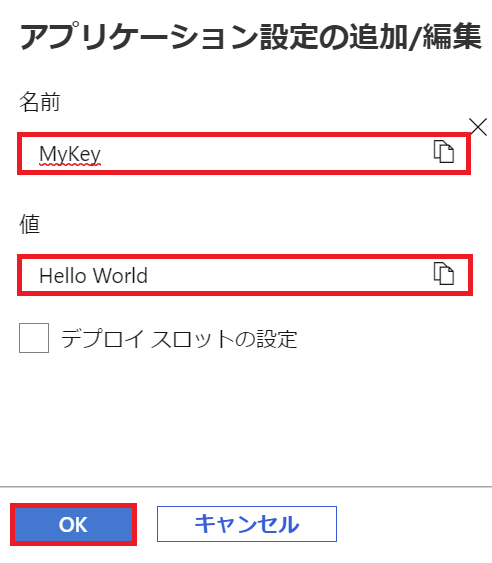 アプリケーション設定の追加/編集
名前
MyKey
値
Hello World
デプロイ スロットの設定
OK
キャンセル